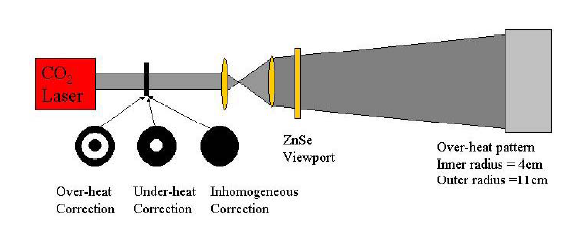 CO2
Laser
ZnSe
Viewport
Over-heat pattern
Inner radius = 4cm
Outer radius =11cm
Over-heat
Correction
Under-heat
Correction
Inhomogeneous
Correction